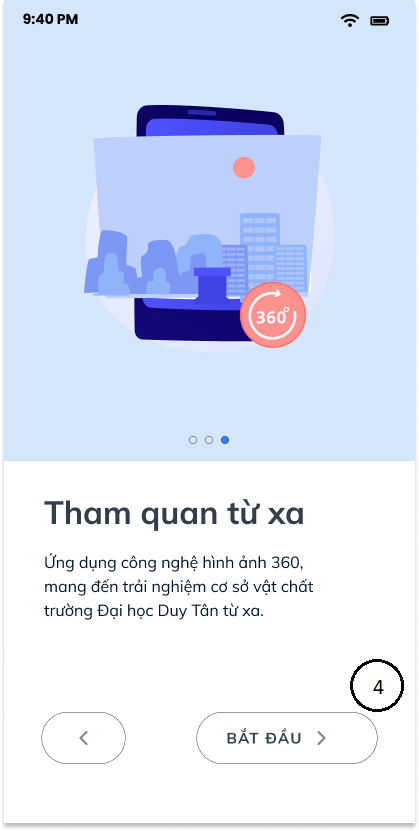 9:40 PM
360°
Tham quan từ xa
Ứng dụng công nghệ hình ảnh 360,
mang đến trải nghiệm cơ sở vật chất
trường Đại học Duy Tân từ xa.
4
BẮT ĐẦU